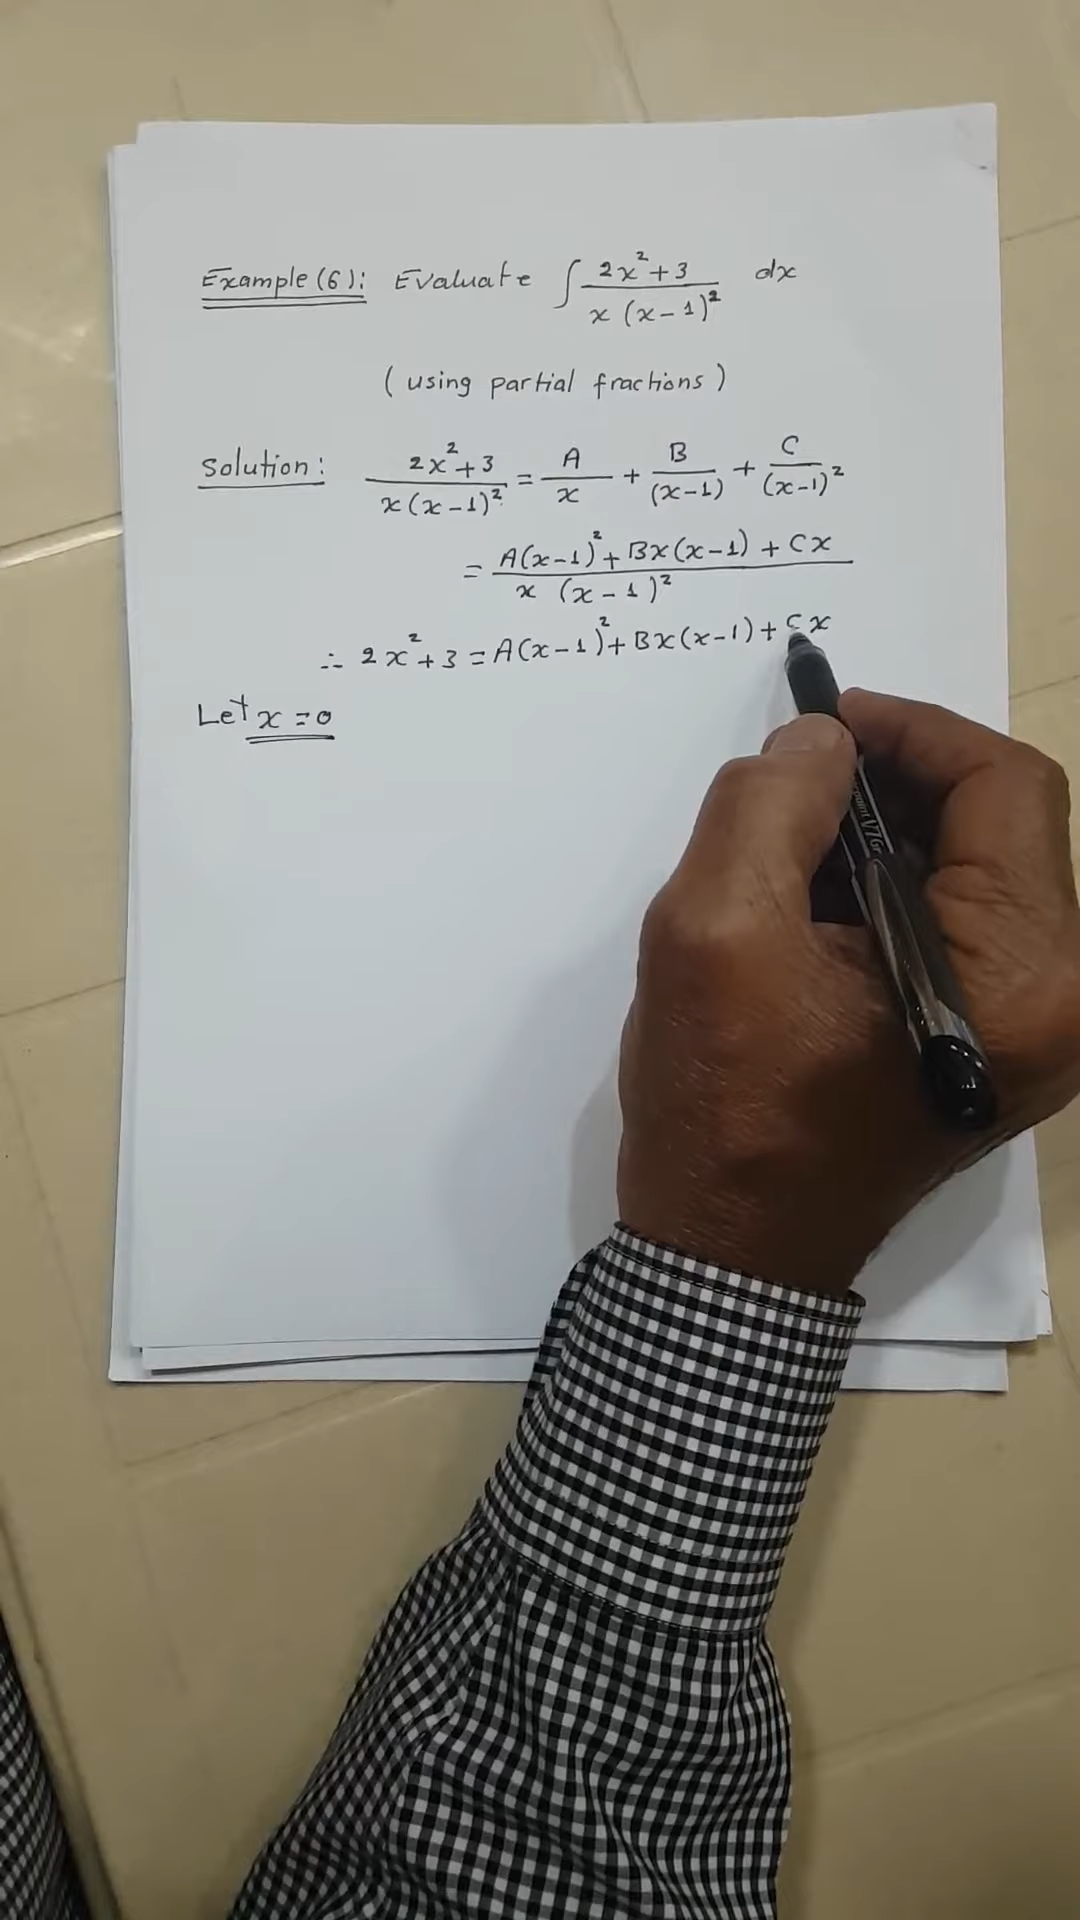 Example (6): Evaluate ∫ (2x²+3)/(x (x-1)²) dx
(using partial fractions)
Solution: (2x²+3)/(x(x-1)²) = A/x + B/(x-1) + C/(x-1)²
= (A(x-1)² + Bx(x-1) + Cx)/(x (x-1)²)
∴ 2x²+3 = A(x-1)² + Bx(x-1) + Cx
Let x = 0
V7Gr